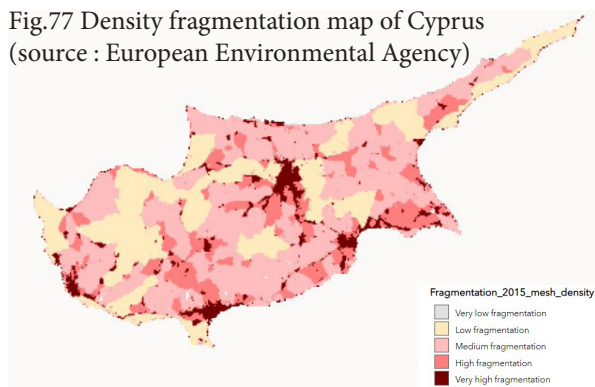 Fig.77 Density fragmentation map of Cyprus
(source : European Environmental Agency)
Fragmentation_2015_mesh_density
Very low fragmentation
Low fragmentation
Medium fragmentation
High fragmentation
Very high fragmentation